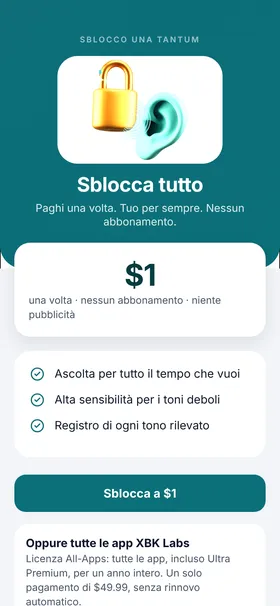 SBLOCCO UNA TANTUM
Sblocca tutto
Paghi una volta. Tuo per sempre. Nessun
abbonamento.
$1
una volta · nessun abbonamento · niente
pubblicità
Ascolta per tutto il tempo che vuoi
Alta sensibilità per i toni deboli
Registro di ogni tono rilevato
Sblocca a $1
Oppure tutte le app XBK Labs
Licenza All-Apps: tutte le app, incluso Ultra
Premium, per un anno intero. Un solo
pagamento di $49.99, senza rinnovo
automatico.